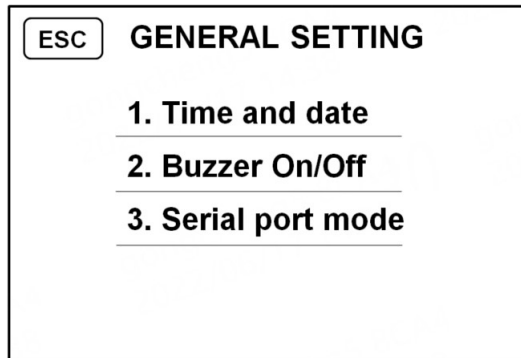 ESC GENERAL SETTING
1. Time and date
2. Buzzer On/Off
3. Serial port mode